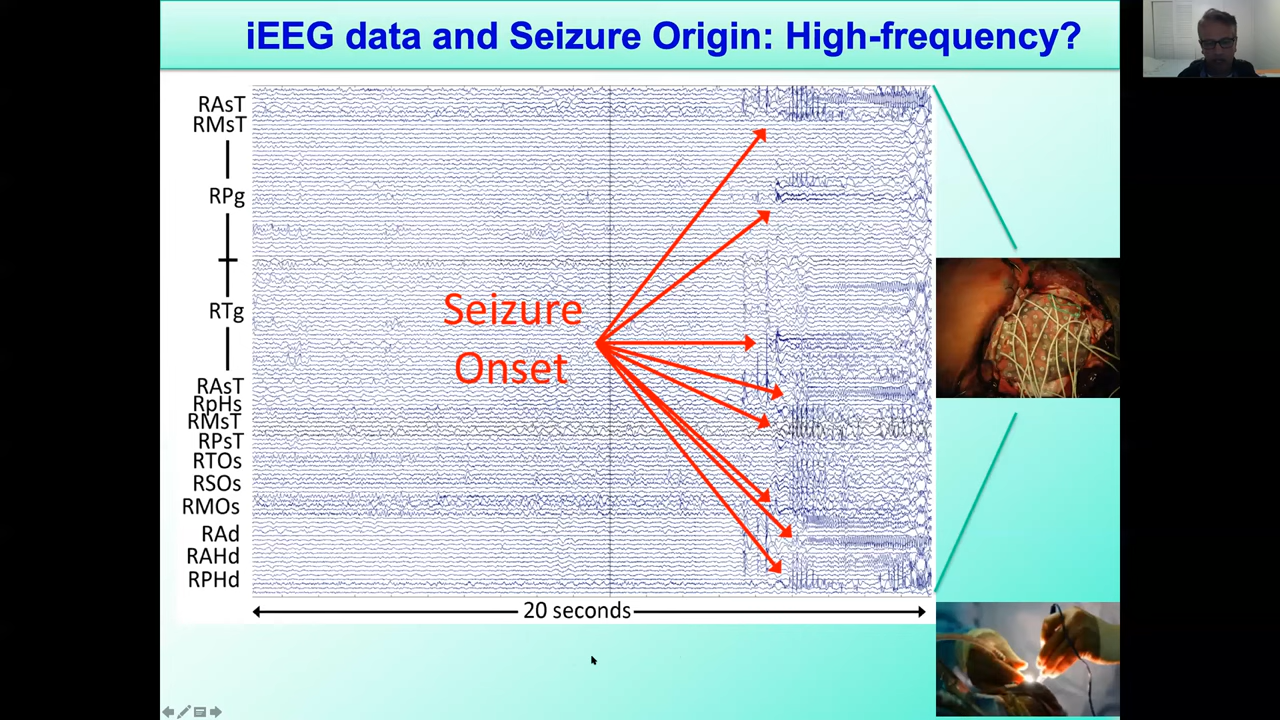 iEEG data and Seizure Origin: High-frequency?
RAsT
RMsT
RPg
RTg
RAsT
RpHs
RMsT
RPsT
RTOs
RSOs
RMOs
RAd
RAHd
RPHd
Seizure
Onset
20 seconds